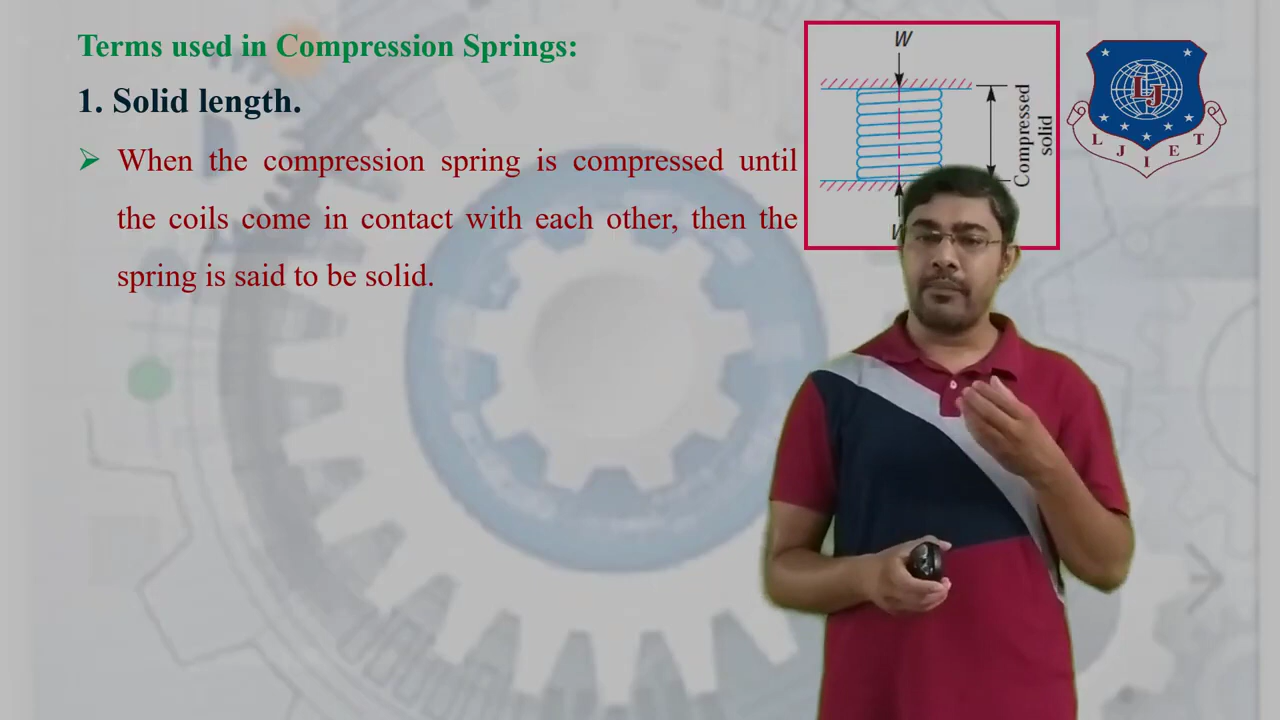 Terms used in Compression Springs:
1. Solid length.
When the compression spring is compressed until
the coils come in contact with each other, then the
spring is said to be solid.
W
Compressed
solid
W
LJ
L J I E T